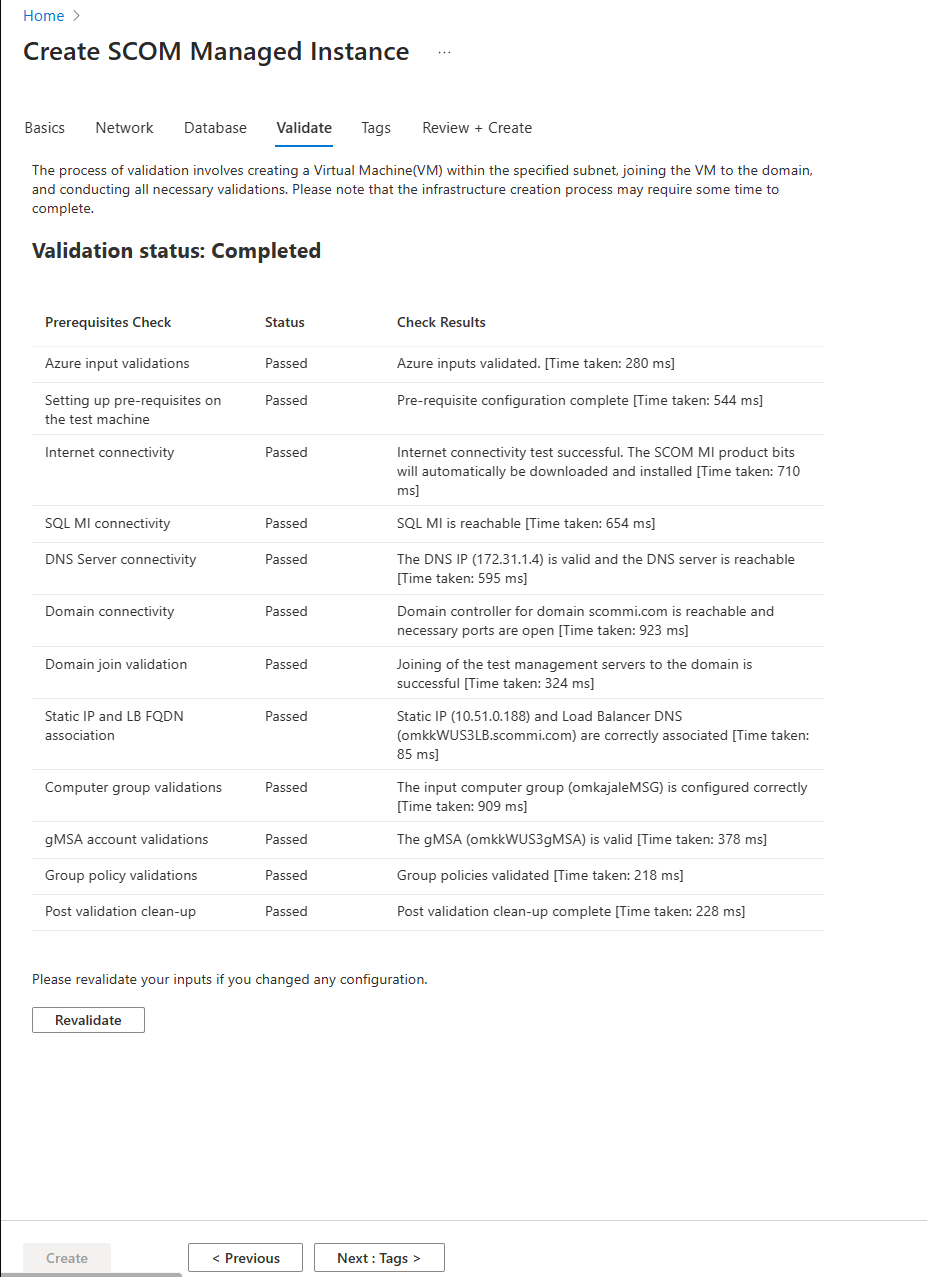 Home >
Create SCOM Managed Instance ...
Basics Network Database Validate Tags Review + Create
The process of validation involves creating a Virtual Machine(VM) within the specified subnet, joining the VM to the domain,
and conducting all necessary validations. Please note that the infrastructure creation process may require some time to
complete.
Validation status: Completed
Prerequisites Check Status Check Results
Azure input validations Passed Azure inputs validated. [Time taken: 280 ms]
Setting up pre-requisites on Passed Pre-requisite configuration complete [Time taken: 544 ms]
the test machine
Internet connectivity Passed Internet connectivity test successful. The SCOM MI product bits
will automatically be downloaded and installed [Time taken: 710
ms]
SQL MI connectivity Passed SQL MI is reachable [Time taken: 654 ms]
DNS Server connectivity Passed The DNS IP (172.31.1.4) is valid and the DNS server is reachable
[Time taken: 595 ms]
Domain connectivity Passed Domain controller for domain scommi.com is reachable and
necessary ports are open [Time taken: 923 ms]
Domain join validation Passed Joining of the test management servers to the domain is
successful [Time taken: 324 ms]
Static IP and LB FQDN Passed Static IP (10.51.0.188) and Load Balancer DNS
association (omkkWUS3LB.scommi.com) are correctly associated [Time taken:
85 ms]
Computer group validations Passed The input computer group (omkajaleMSG) is configured correctly
[Time taken: 909 ms]
gMSA account validations Passed The gMSA (omkkWUS3gMSA) is valid [Time taken: 378 ms]
Group policy validations Passed Group policies validated [Time taken: 218 ms]
Post validation clean-up Passed Post validation clean-up complete [Time taken: 228 ms]
Please revalidate your inputs if you changed any configuration.
Revalidate
Create < Previous Next : Tags >